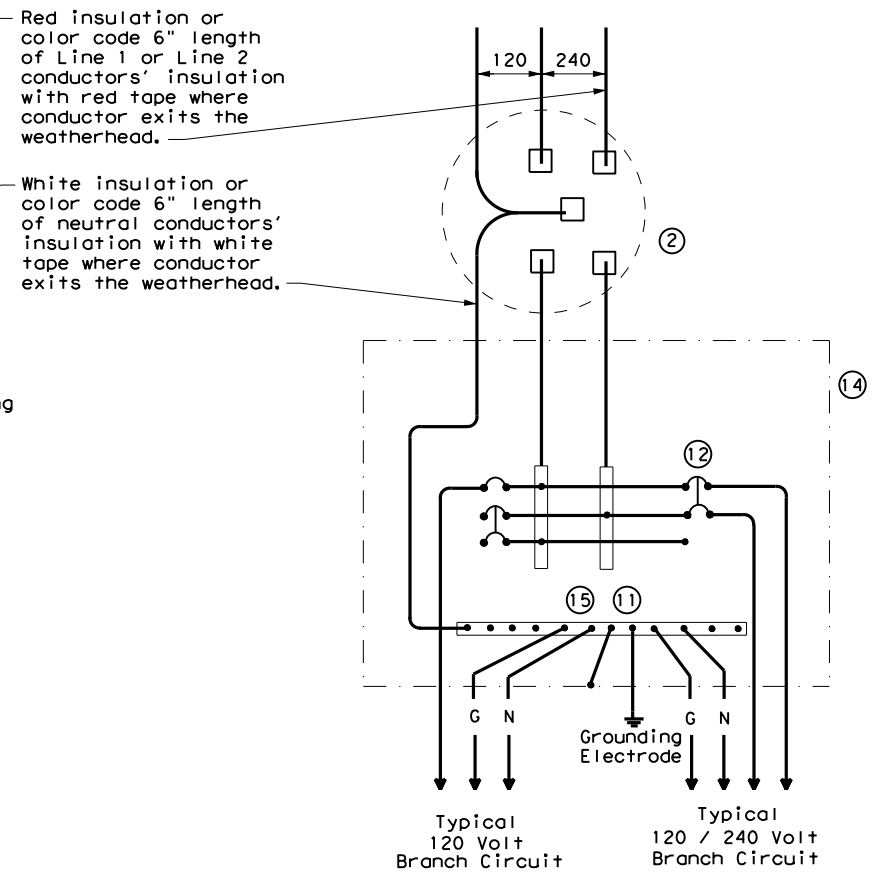 Red insulation or
color code 6" length
of Line 1 or Line 2
conductors' insulation
with red tape where
conductor exits the
weatherhead.
120
240
White insulation or
color code 6" length
of neutral conductors'
insulation with white
tape where conductor
exits the weatherhead.
2
14
12
15
11
G
N
Grounding
Electrode
G
N
Typical
120 Volt
Branch Circuit
Typical
120 / 240 Volt
Branch Circuit